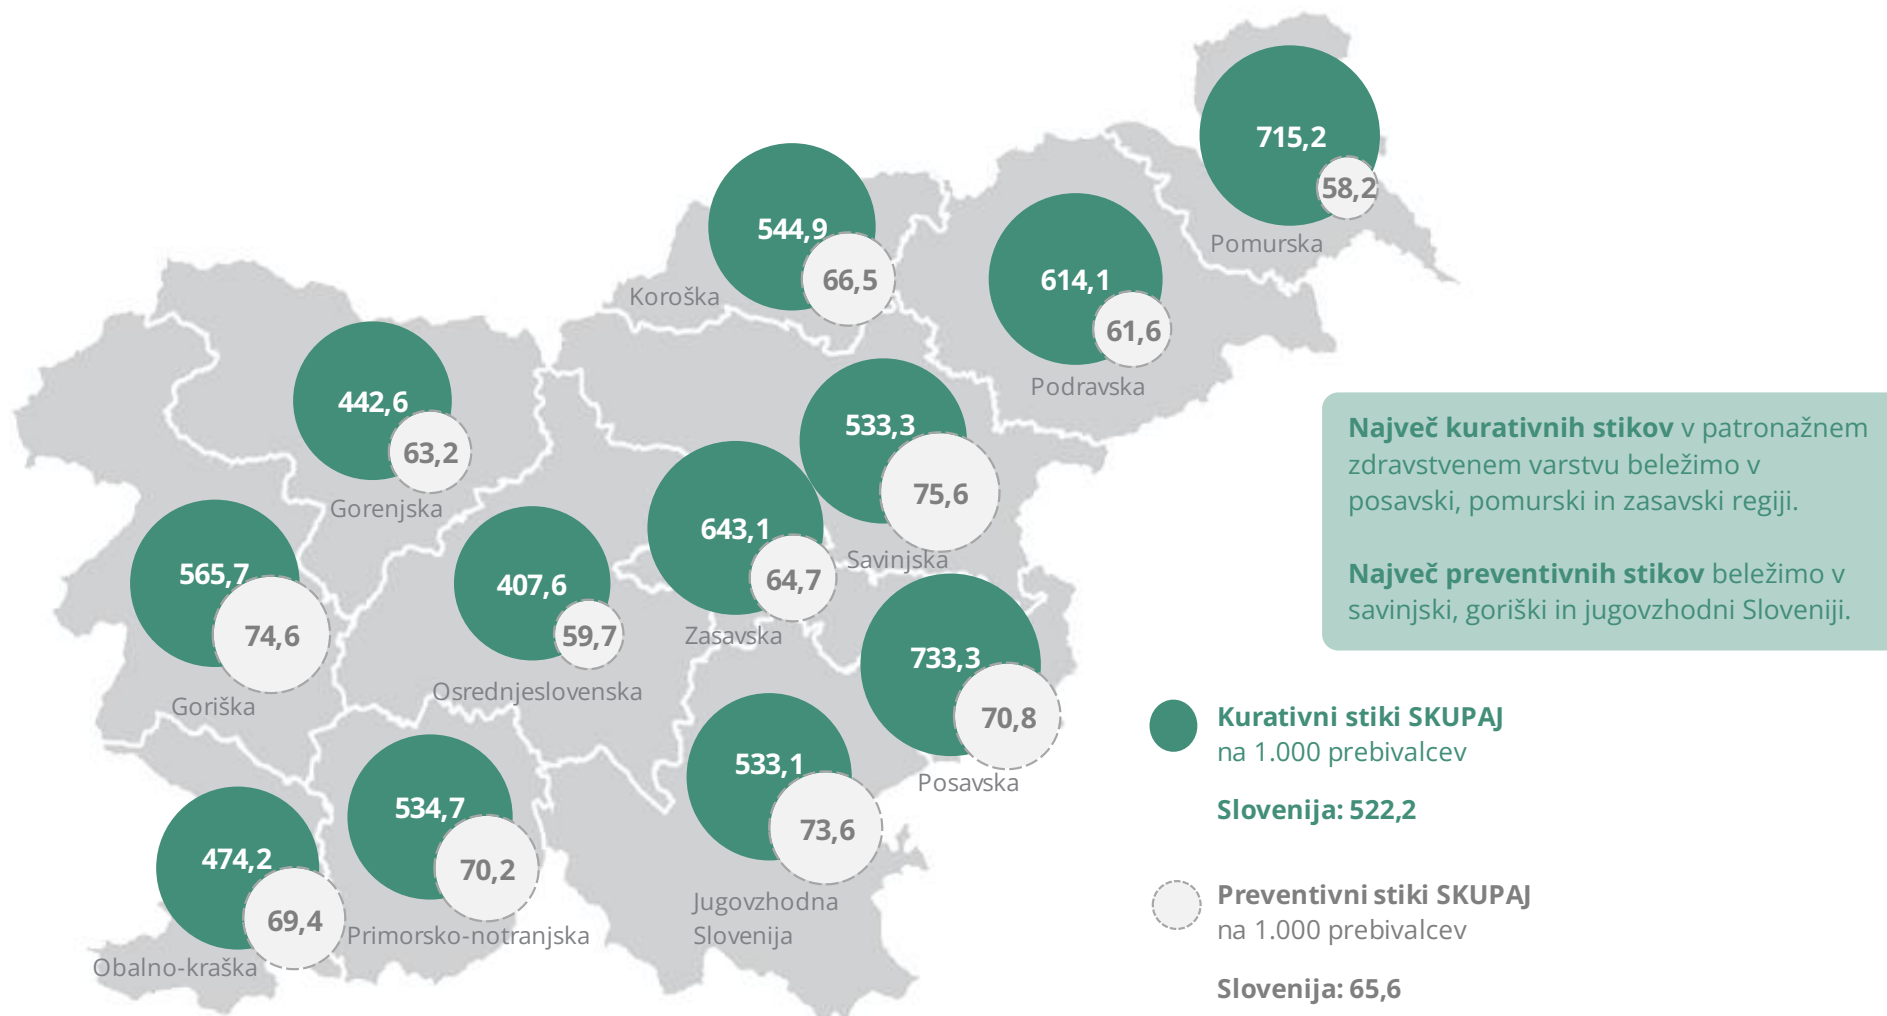 715,2
58,2
Pomurska
544,9
66,5
Koroška
614,1
61,6
Podravska
442,6
63,2
Gorenjska
533,3
75,6
Savinjska
643,1
64,7
Zasavska
565,7
74,6
Goriška
407,6
59,7
Osrednjeslovenska
733,3
70,8
Posavska
533,1
73,6
Jugovzhodna
Slovenija
534,7
70,2
Primorsko-notranjska
474,2
69,4
Obalno-kraška
Največ kurativnih stikov v patronažnem
zdravstvenem varstvu beležimo v
posavski, pomurski in zasavski regiji.
Največ preventivnih stikov beležimo v
savinjski, goriški in jugovzhodni Sloveniji.
Kurativni stiki SKUPAJ
na 1.000 prebivalcev
Slovenija: 522,2
Preventivni stiki SKUPAJ
na 1.000 prebivalcev
Slovenija: 65,6